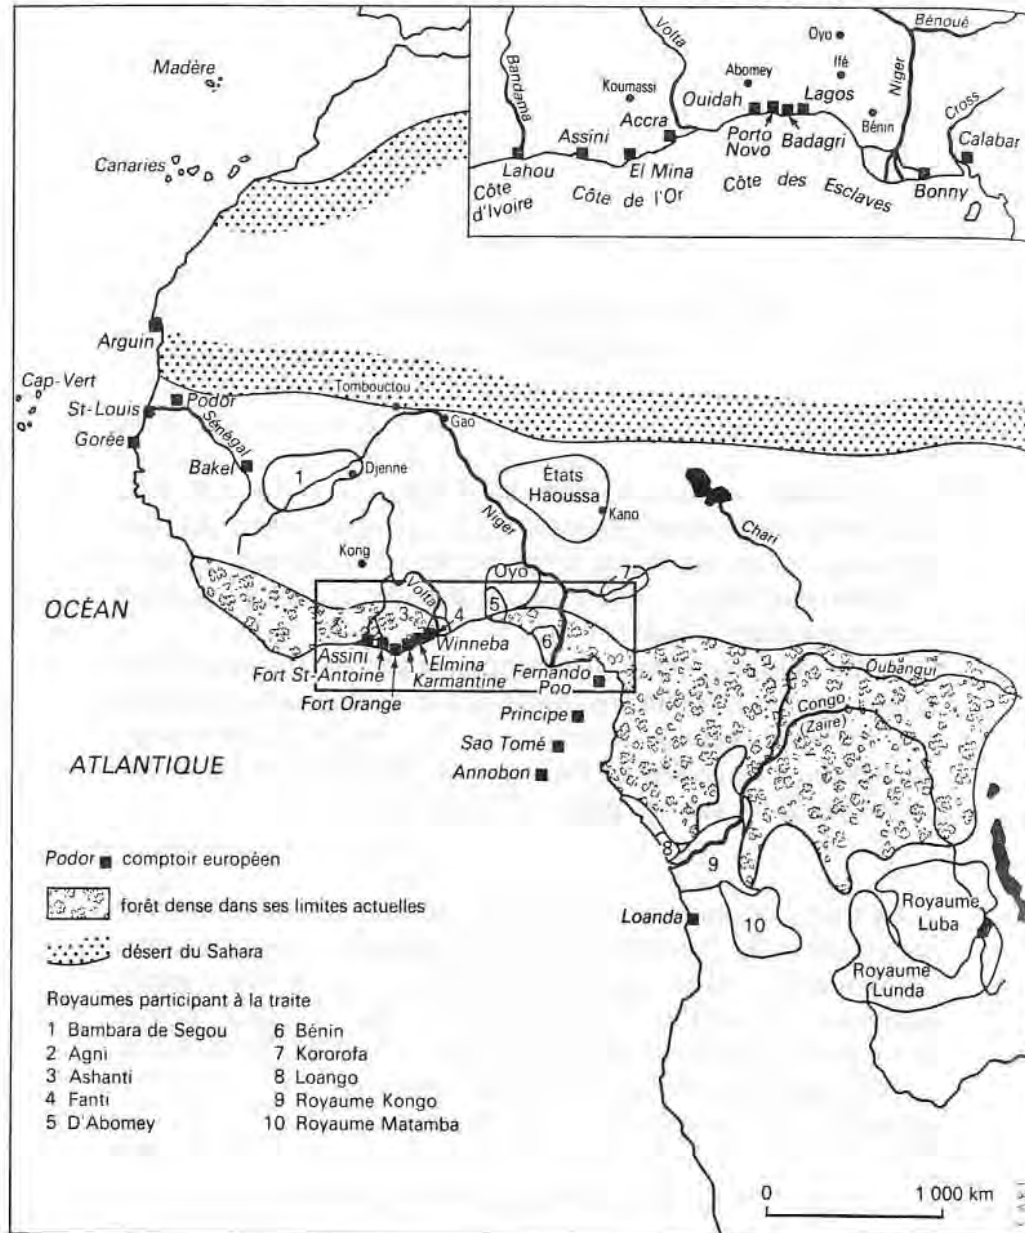 Madère
Canaries
Arguin
Cap-Vert
St-Louis
Podor
Sénégal
Gorée
Bakel
1
Djenne
Tombouctou
Gao
Niger
États
Haoussa
Kano
Chari
Kong
Volta
Oyo
7
3
4
5
6
OCÉAN
ATLANTIQUE
Assini
Fort St-Antoine
Fort Orange
Winneba
Elmina
Karmantine
Fernando
Poo
Principe
Sao Tomé
Annobon
Oubangui
Congo
(Zaïre)
8
9
Loanda
10
Royaume
Luba
Royaume
Lunda
Bandama
Volta
Koumassi
Abomey
Oyo
Ifé
Niger
Bénoué
Cross
Ouidah
Lagos
Accra
Assini
Porto
Novo
Badagri
Bénin
Calabar
Lahou
El Mina
Bonny
Côte
d'Ivoire
Côte de l'Or
Côte des Esclaves
Podor comptoir européen
forêt dense dans ses limites actuelles
désert du Sahara
Royaumes participant à la traite
1 Bambara de Segou
2 Agni
3 Ashanti
4 Fanti
5 D'Abomey
6 Bénin
7 Kororofa
8 Loango
9 Royaume Kongo
10 Royaume Matamba
0 1 000 km